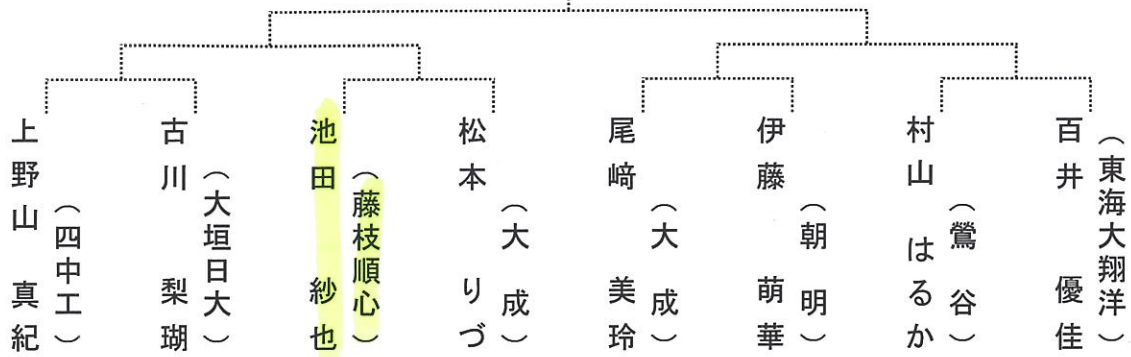 上野山 真紀
（四中工）
古川 梨瑚
（大垣日大）
池田 紗也
（藤枝順心）
松本 りづ
（大成）
尾﨑 美玲
（大成）
伊藤 萌華
（朝明）
村山 はるか
（鶯谷）
百井 優佳
（東海大翔洋）